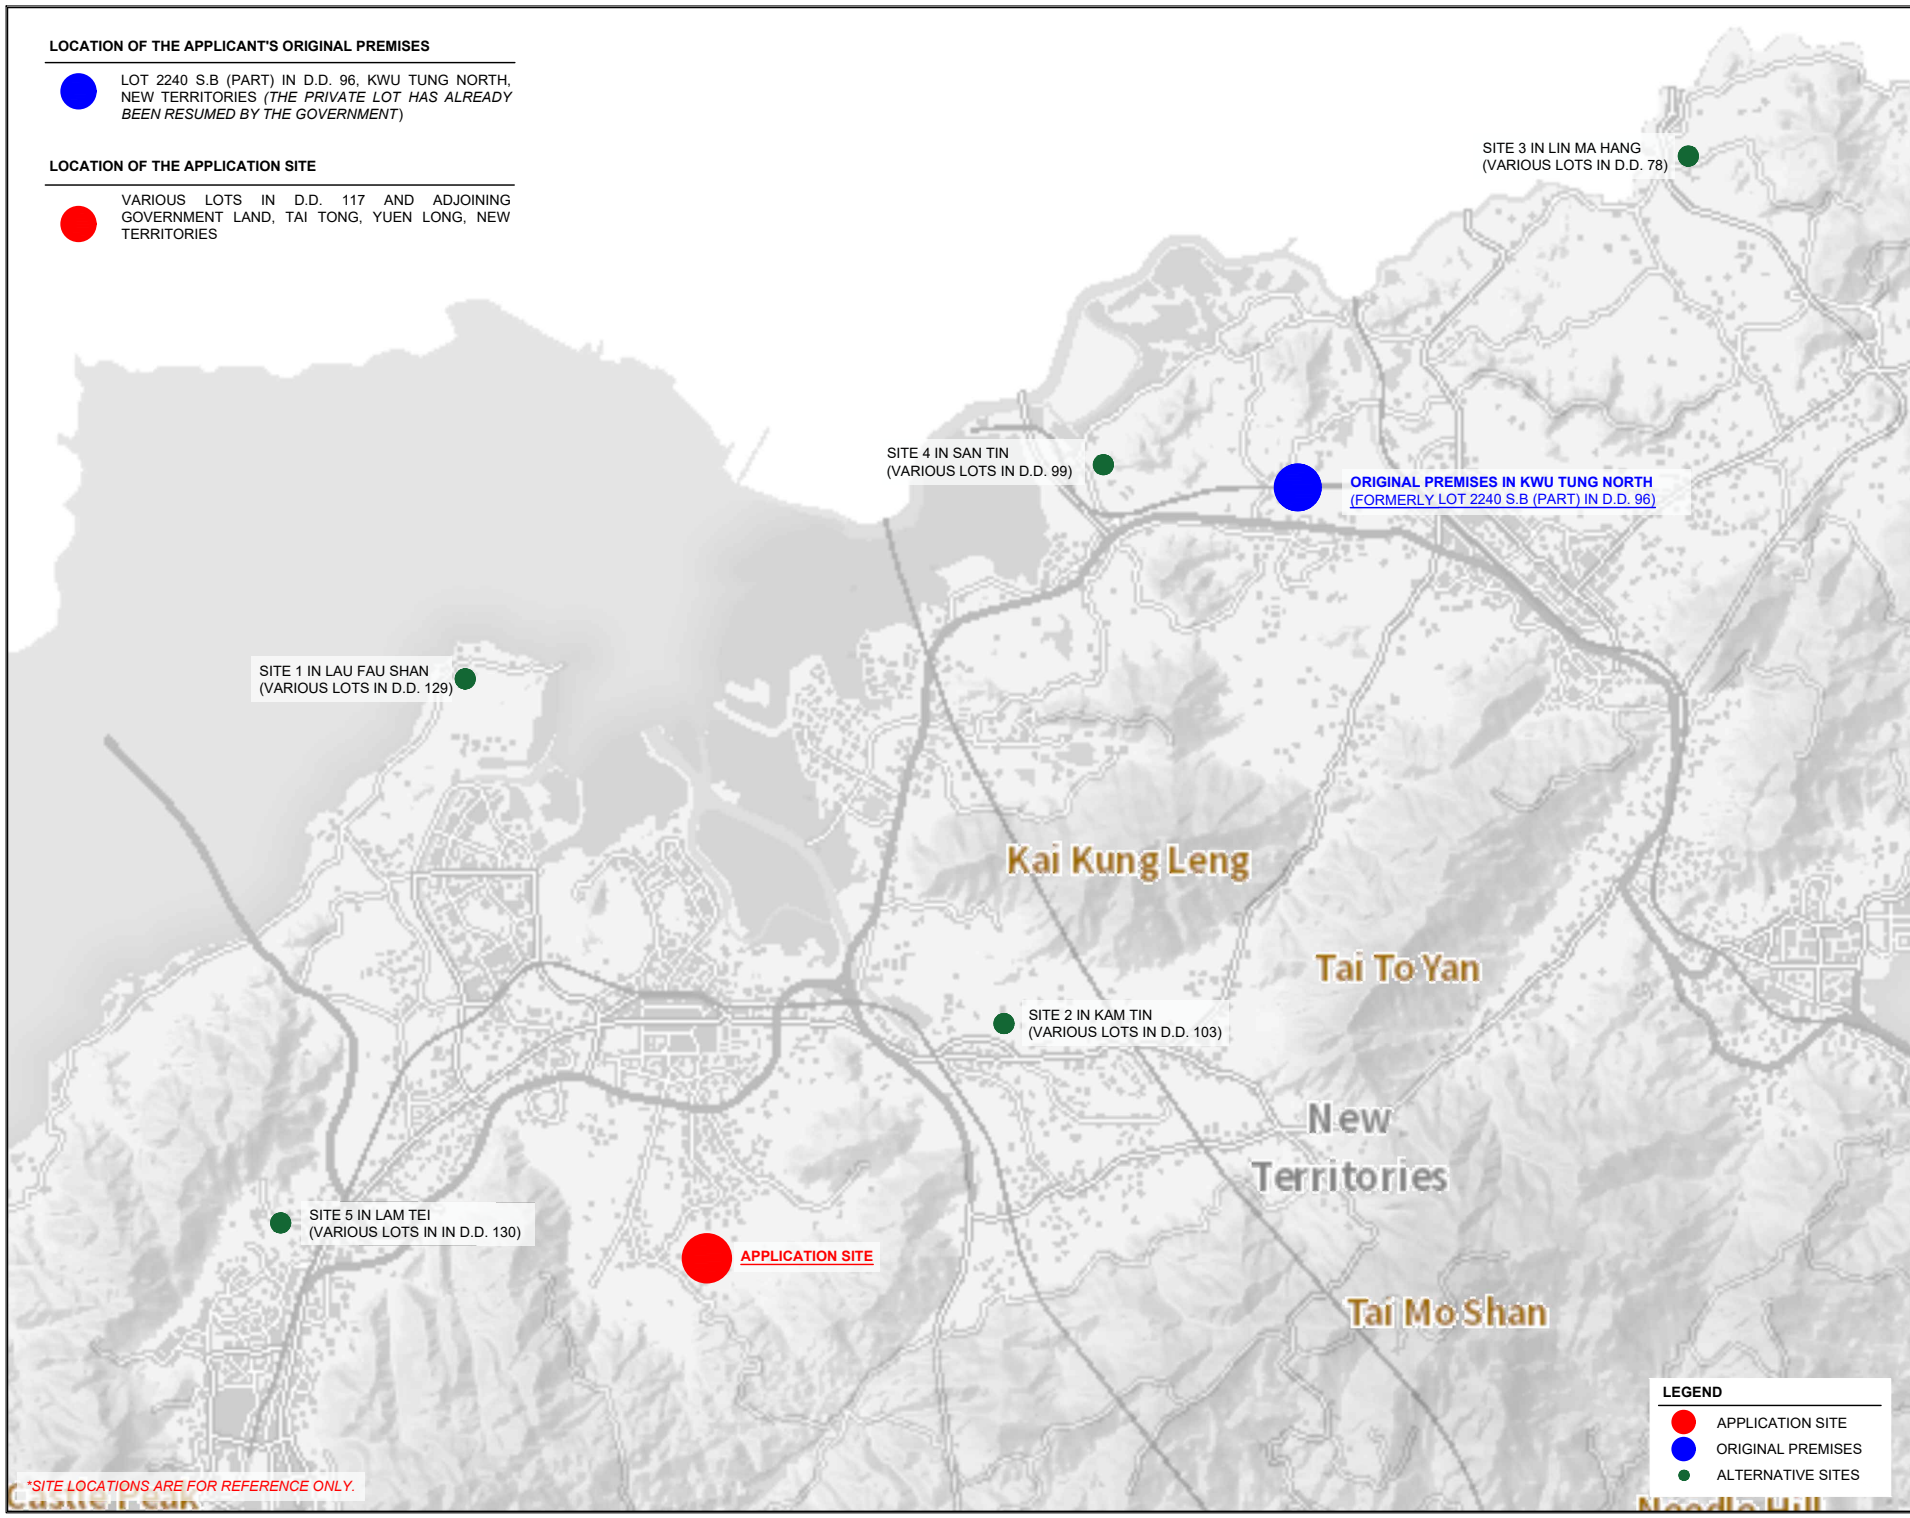 LOCATION OF THE APPLICANT'S ORIGINAL PREMISES
LOT 2240 S.B (PART) IN D.D. 96, KWU TUNG NORTH,
NEW TERRITORIES (THE PRIVATE LOT HAS ALREADY
BEEN RESUMED BY THE GOVERNMENT)
LOCATION OF THE APPLICATION SITE
VARIOUS LOTS IN D.D. 117 AND ADJOINING
GOVERNMENT LAND, TAI TONG, YUEN LONG, NEW
TERRITORIES
SITE 3 IN LIN MA HANG
(VARIOUS LOTS IN D.D. 78)
SITE 4 IN SAN TIN
(VARIOUS LOTS IN D.D. 99)
ORIGINAL PREMISES IN KWU TUNG NORTH
(FORMERLY LOT 2240 S.B (PART) IN D.D. 96)
SITE 1 IN LAU FAU SHAN
(VARIOUS LOTS IN D.D. 129)
Kai Kung Leng
Tai To Yan
SITE 2 IN KAM TIN
(VARIOUS LOTS IN D.D. 103)
New
Territories
SITE 5 IN LAM TEI
(VARIOUS LOTS IN IN D.D. 130)
APPLICATION SITE
Tai Mo Shan
LEGEND
APPLICATION SITE
ORIGINAL PREMISES
ALTERNATIVE SITES
*SITE LOCATIONS ARE FOR REFERENCE ONLY.
Castle Peak
Needle Hill